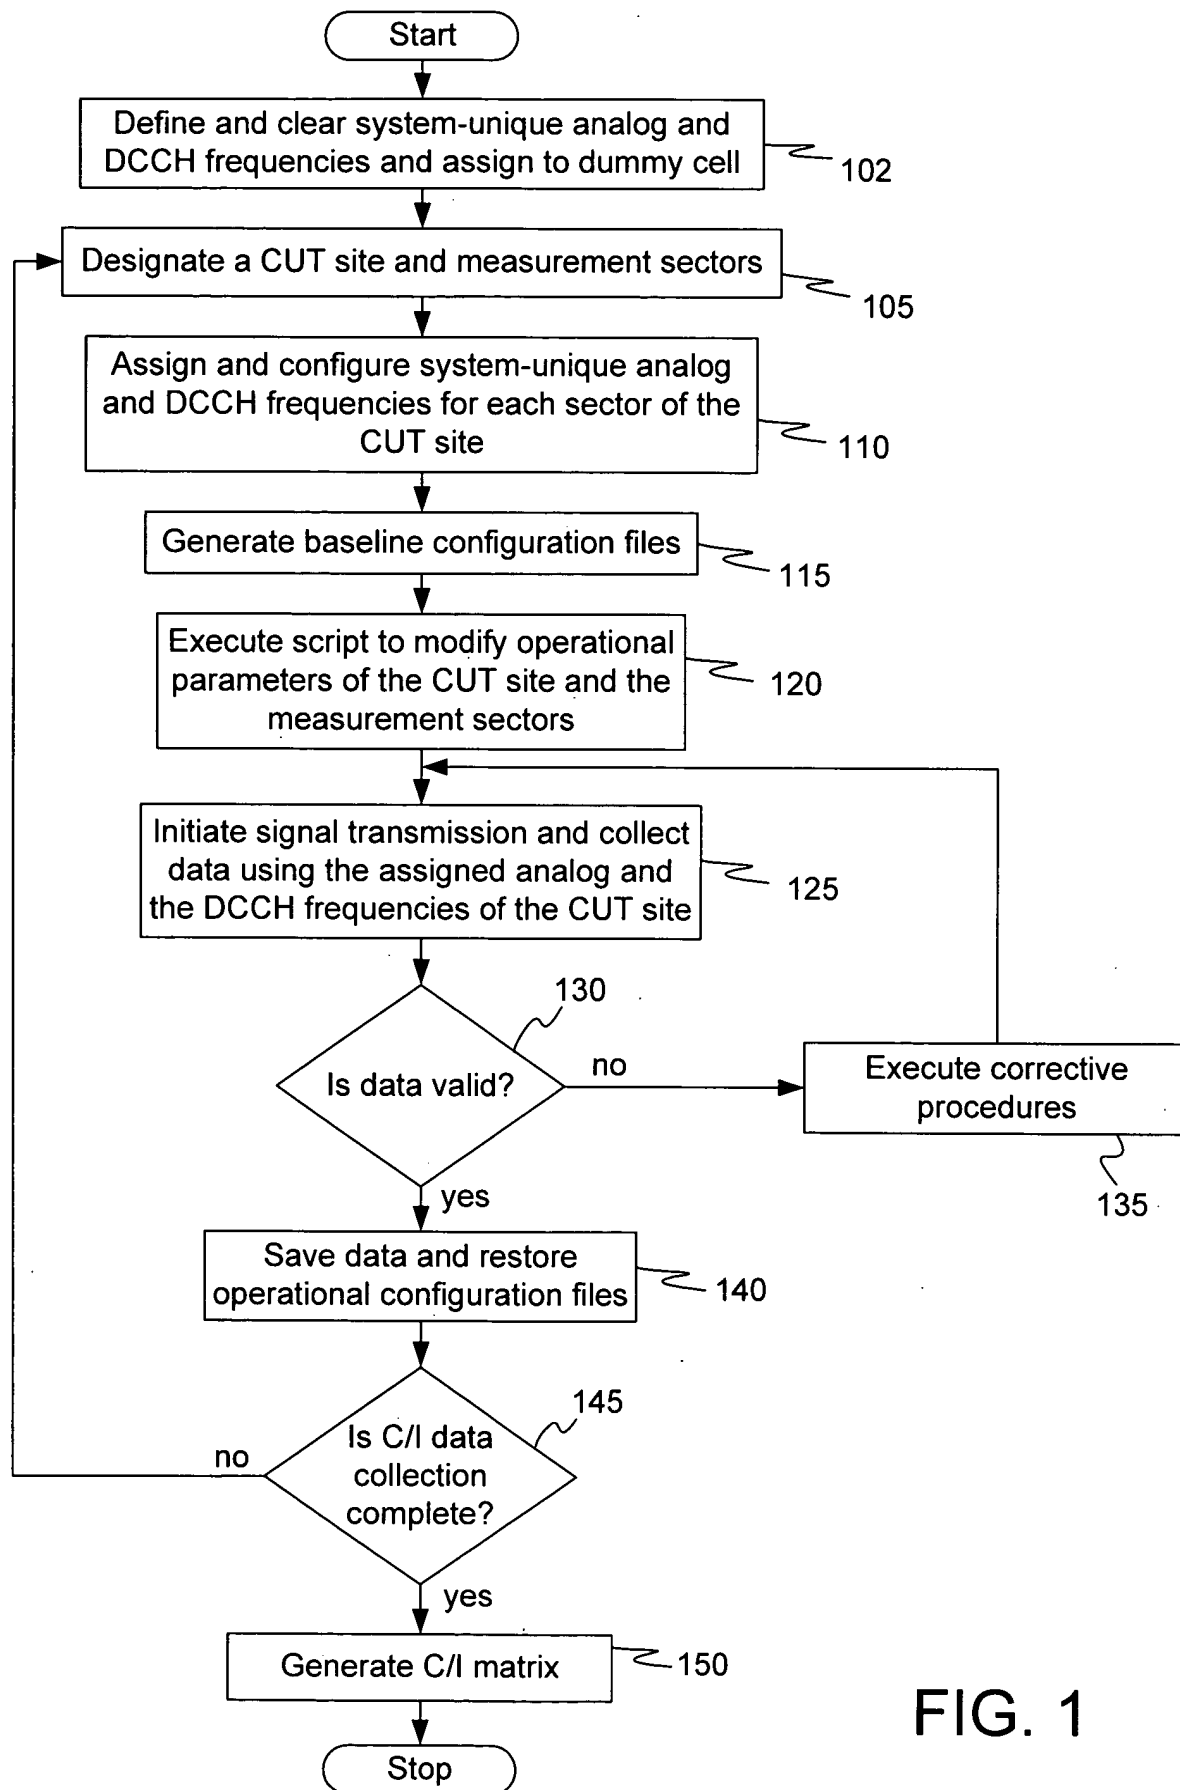 Start
Define and clear system-unique analog and
DCCH frequencies and assign to dummy cell
102
Designate a CUT site and measurement sectors
105
Assign and configure system-unique analog
and DCCH frequencies for each sector of the
CUT site
110
Generate baseline configuration files
115
Execute script to modify operational
parameters of the CUT site and the
measurement sectors
120
Initiate signal transmission and collect
data using the assigned analog and
the DCCH frequencies of the CUT site
125
130
Is data valid?
no
Execute corrective
procedures
135
yes
Save data and restore
operational configuration files
140
145
Is C/I data
collection
complete?
no
yes
Generate C/I matrix
150
Stop
FIG. 1